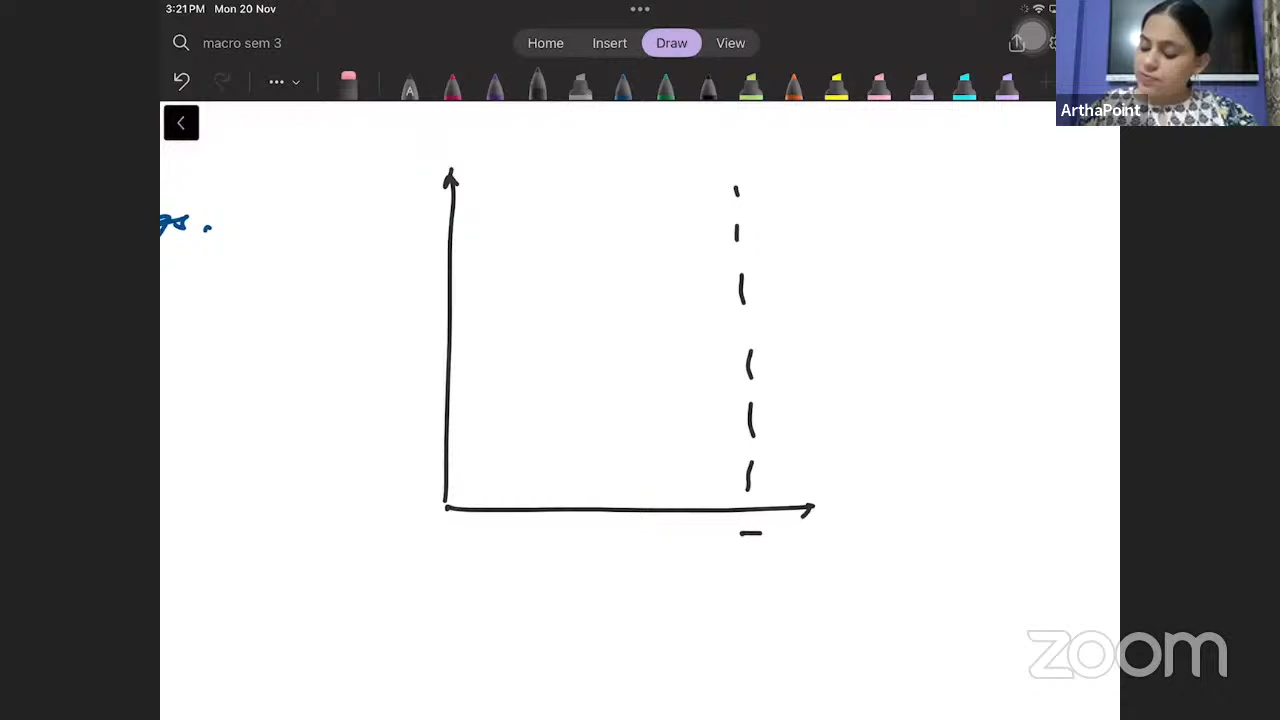 3:21 PM Mon 20 Nov
macro sem 3
Home Insert Draw View
A
ArthaPoint
zoom